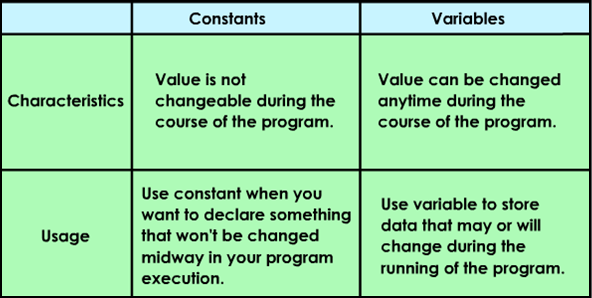 Constants
Variables
Characteristics
Value is not
changeable during the
course of the program.
Value can be changed
anytime during the
course of the program.
Usage
Use constant when you
want to declare something
that won't be changed
midway in your program
execution.
Use variable to store
data that may or will
change during the
running of the program.